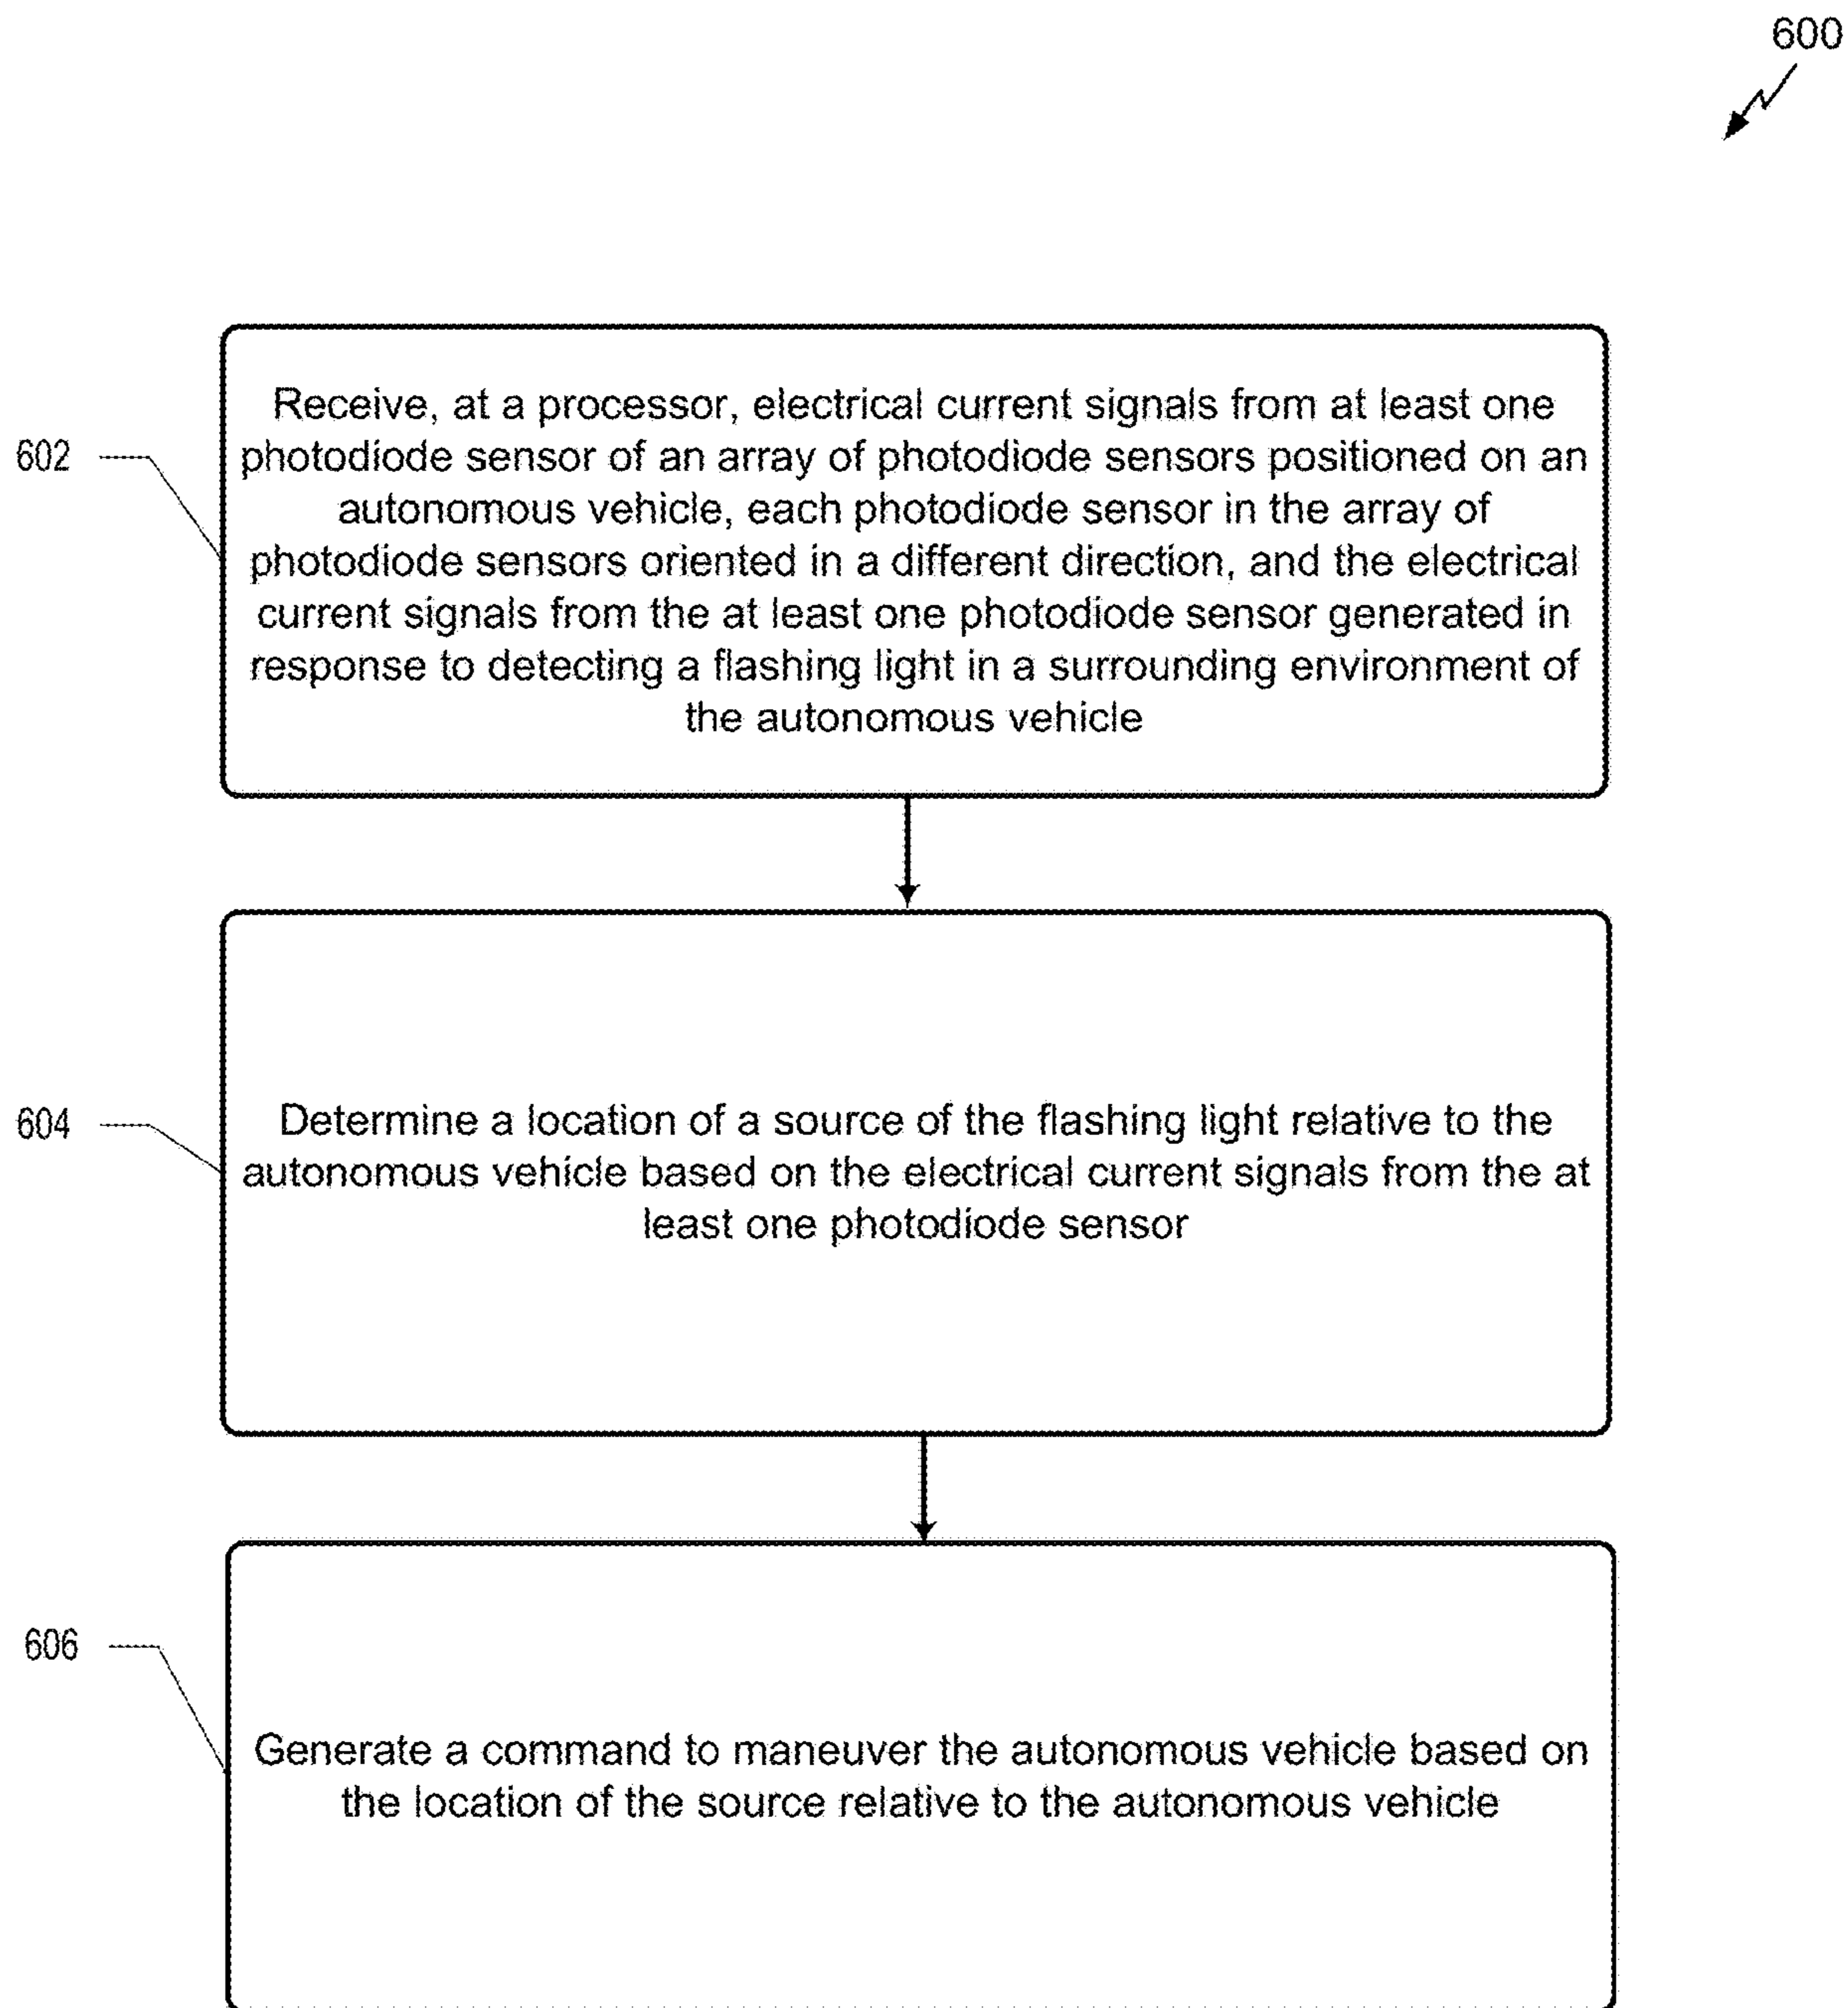 600
602
Receive, at a processor, electrical current signals from at least one
photodiode sensor of an array of photodiode sensors positioned on an
autonomous vehicle, each photodiode sensor in the array of
photodiode sensors oriented in a different direction, and the electrical
current signals from the at least one photodiode sensor generated in
response to detecting a flashing light in a surrounding environment of
the autonomous vehicle
604
Determine a location of a source of the flashing light relative to the
autonomous vehicle based on the electrical current signals from the at
least one photodiode sensor
606
Generate a command to maneuver the autonomous vehicle based on
the location of the source relative to the autonomous vehicle